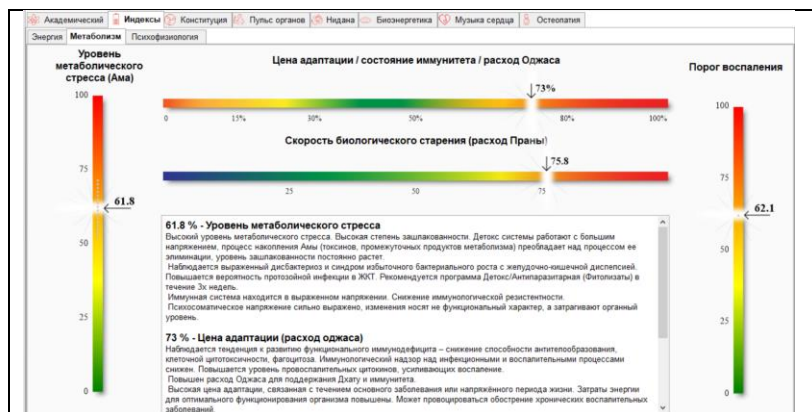 Академический Индексы Конституция Пульс органов Нидана Биоэнергетика Музыка сердца Остеопатия
Энергия Метаболизм Психофизиология
Уровень
метаболического
стресса (Ама)
100
75
61.8
50
25
0
Цена адаптации / состояние иммунитета / расход Оджаса
73%
0 15% 30% 50% 80% 100%
Скорость биологического старения (расход Праны)
75.8
25 50 75
Порог воспаления
100
75
62.1
50
25
0
61.8 % - Уровень метаболического стресса
Высокий уровень метаболического стресса. Высокая степень зашлакованности. Детокс системы работают с большим
напряжением, процесс накопления Амы (токсинов, промежуточных продуктов метаболизма) преобладает над процессом ее
элиминации, уровень зашлакованности постоянно растет.
Наблюдается выраженный дисбактериоз и синдром избыточного бактериального роста с желудочно-кишечной диспепсией.
Повышается вероятность протозойной инфекции в ЖКТ. Рекомендуется программа Детокс/Антипаразитарная (Фитолизаты) в
течение 3х недель.
Иммунная система находится в выраженном напряжении. Снижение иммунологической резистентности.
Психосоматическое напряжение сильно выражено, изменения носят не функциональный характер, а затрагивают органный
уровень.
73 % - Цена адаптации (расход оджаса)
Наблюдается тенденция к развитию функционального иммунодефицита – снижение способности антителообразования,
клеточной цитотоксичности, фагоцитоза. Иммунологический надзор над инфекционными и воспалительными процессами
снижен. Повышается уровень провоспалительных цитокинов, усиливающих воспаление.
Повышен расход Оджаса для поддержания Дхату и иммунитета.
Высокая цена адаптации, связанная с течением основного заболевания или напряжённого периода жизни. Затраты энергии
для оптимального функционирования организма повышены. Может провоцироваться обострение хронических воспалительных
заболеваний.